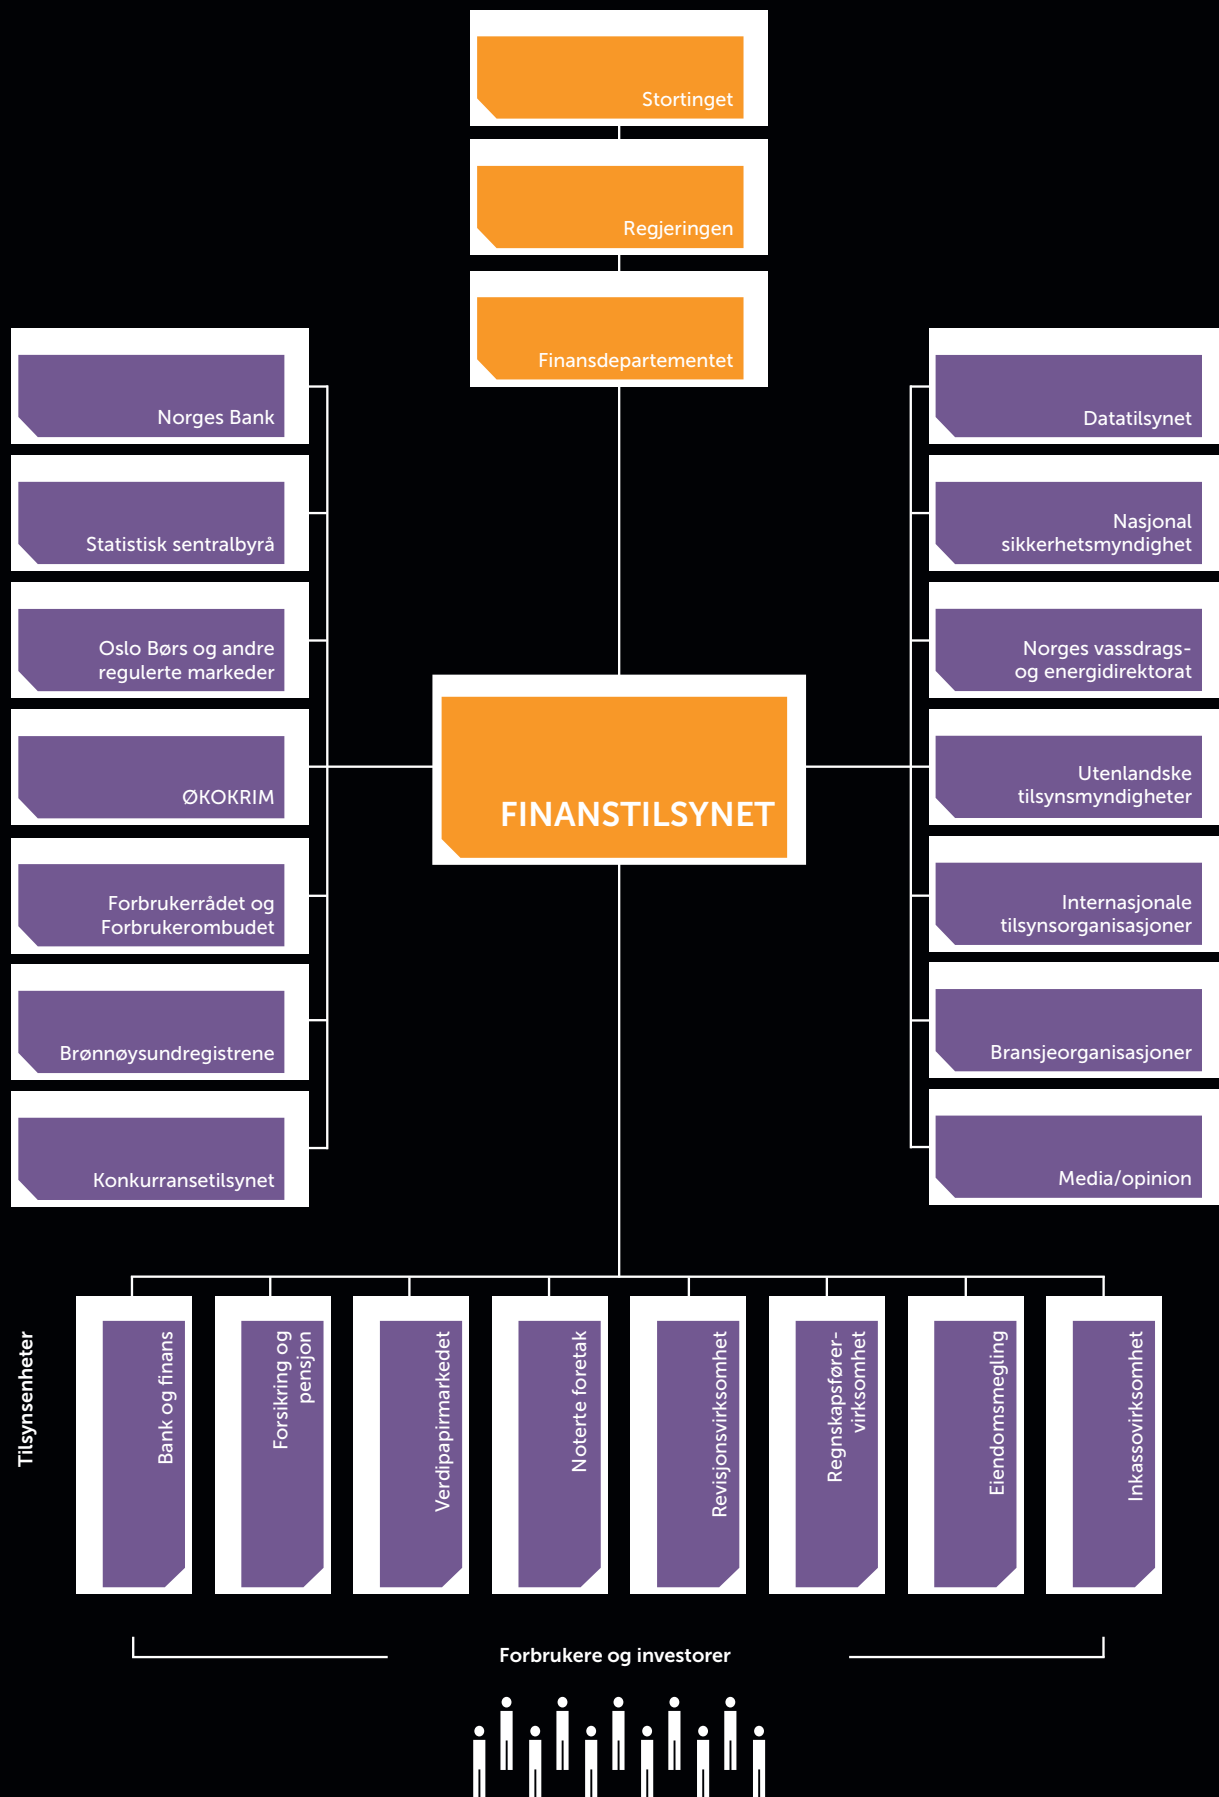 Stortinget
Regjeringen
Finansdepartementet
Norges Bank
Statistisk sentralbyrå
Oslo Børs og andre
regulerte markeder
ØKOKRIM
Forbrukerrådet og
Forbrukerombudet
Brønnøysundregistrene
Konkurransetilsynet
FINANSTILSYNET
Datatilsynet
Nasjonal
sikkerhetsmyndighet
Norges vassdrags-
og energidirektorat
Utenlandske
tilsynsmyndigheter
Internasjonale
tilsynsorganisasjoner
Bransjeorganisasjoner
Media/opinion
Tilsynsenheter
Bank og finans
Forsikring og
pensjon
Verdipapirmarkedet
Noterte foretak
Revisjonsvirksomhet
Regnskapsfører-
virksomhet
Eiendomsmegling
Inkassovirksomhet
Forbrukere og investorer